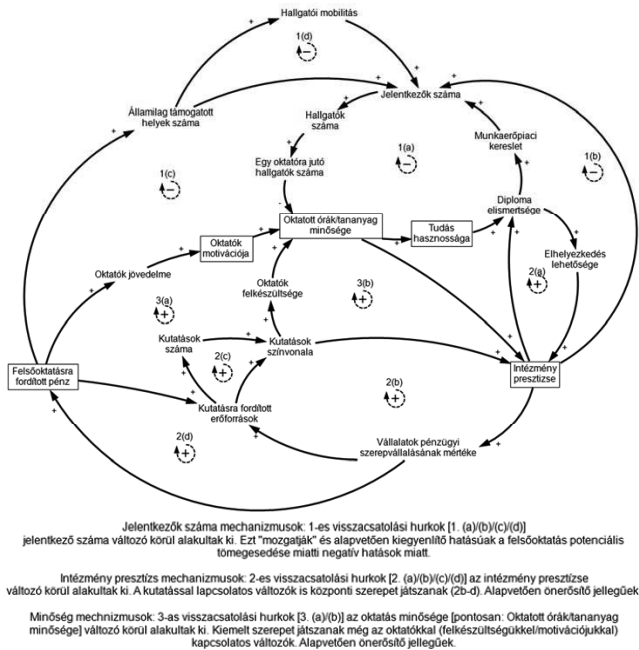 Hallgatói mobilitás
+
+
1(d)
–
+
+
+
Államilag támogatott
helyek száma
Jelentkezők száma
+
Hallgatók
száma
+
Munkaerőpiaci
kereslet
+
+
1(a)
–
1(b)
–
1(c)
–
Egy oktatóra jutó
hallgatók száma
-
Diploma
elismertsége
+
Oktatott órák/tananyag
minősége
Tudás
hasznossága
+
+
+
+
+
Oktatók
motivációja
Elhelyezkedés
lehetősége
Oktatók jövedelme
+
Oktatók
felkészültsége
+
3(b)
+
2(a)
+
3(a)
+
Kutatások
száma
+
Kutatások
színvonala
2(c)
+
+
+
+
Felsőoktatásra
fordított pénz
Intézmény
presztizse
+
+
Kutatásra fordított
erőforrások
2(b)
+
+
2(d)
+
Vállalatok pénzügyi
szerepvállalásának mértéke
+
Jelentkezők száma mechanizmusok: 1-es visszacsatolási hurkok [1. (a)/(b)/(c)/(d)]
jelentkező száma változó körül alakultak ki. Ezt "mozgatják" és alapvetően kiegyenlítő hatásúak a felsőoktatás potenciális
tömegesedése miatti negatív hatások miatt.
Intézmény presztízs mechanizmusok: 2-es visszacsatolási hurkok [2. (a)/(b)/(c)/(d)] az intézmény presztízse
változó körül alakultak ki. A kutatással lapcsolatos változók is központi szerepet játszanak (2b-d). Alapvetően önerősítő jellegűek
Minőség mechnizmusok: 3-as visszacsatolási hurkok [3. (a)/(b)] az oktatás minősége [pontosan: Oktatott órák/tananyag
minősége] változó körül alakultak ki. Kiemelt szerepet játszanak még az oktatókkal (felkészültségükkel/motivációjukkal)
kapcsolatos változók. Alapvetően önerősítő jellegűek.